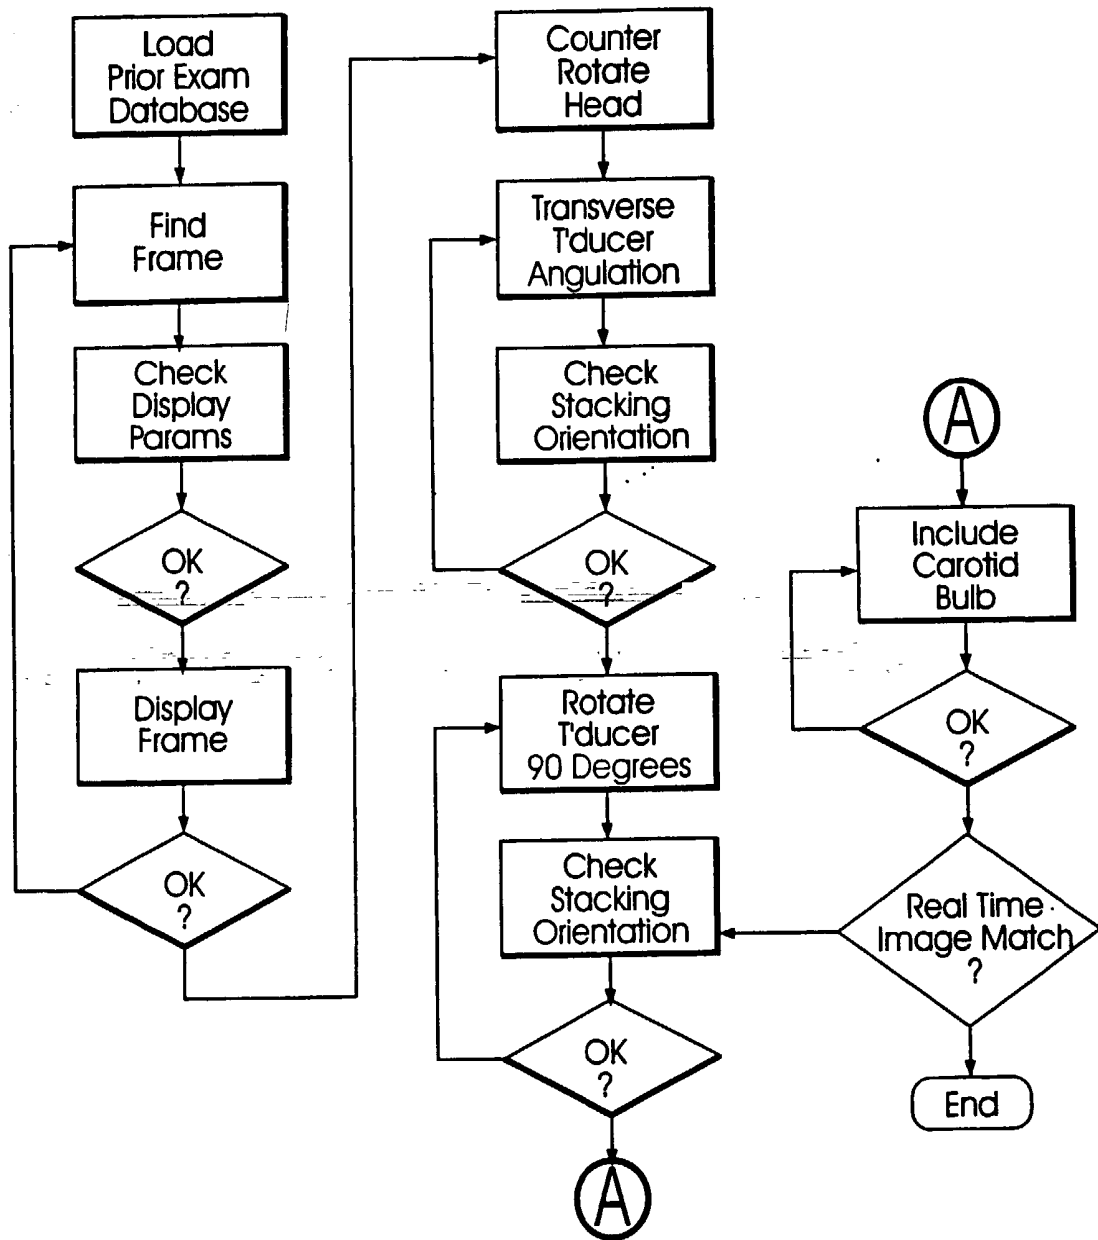 Load
Prior Exam
Database
Find
Frame
Check
Display
Params
OK
?
Display
Frame
OK
?
Counter
Rotate
Head
Transverse
T'ducer
Angulation
Check
Stacking
Orientation
OK
?
Rotate
T'ducer
90 Degrees
Check
Stacking
Orientation
OK
?
A
A
Include
Carotid
Bulb
OK
?
Real Time
Image Match
?
End